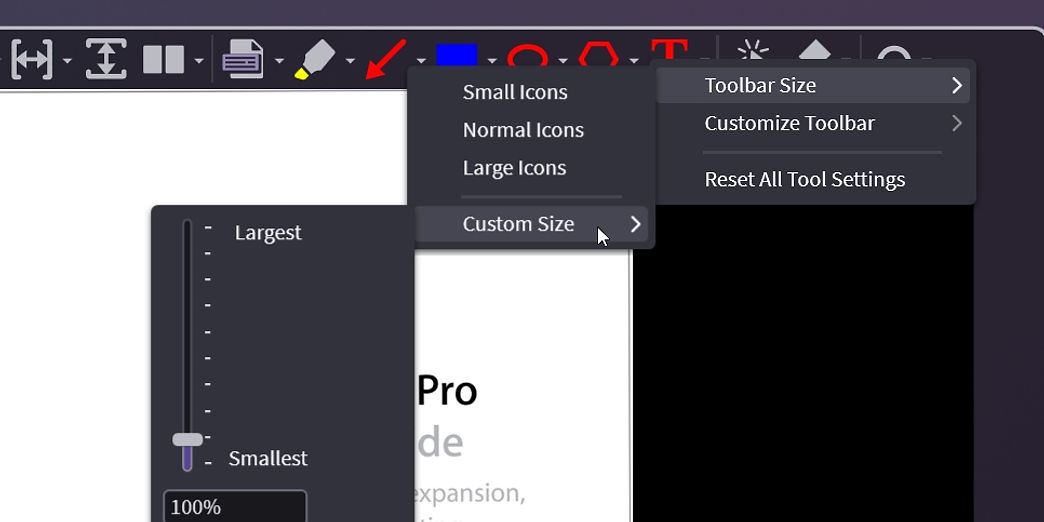 T
Toolbar Size
Customize Toolbar
Reset All Tool Settings
Small Icons
Normal Icons
Large Icons
Custom Size
Largest
Smallest
100%
Pro
de
expansion,